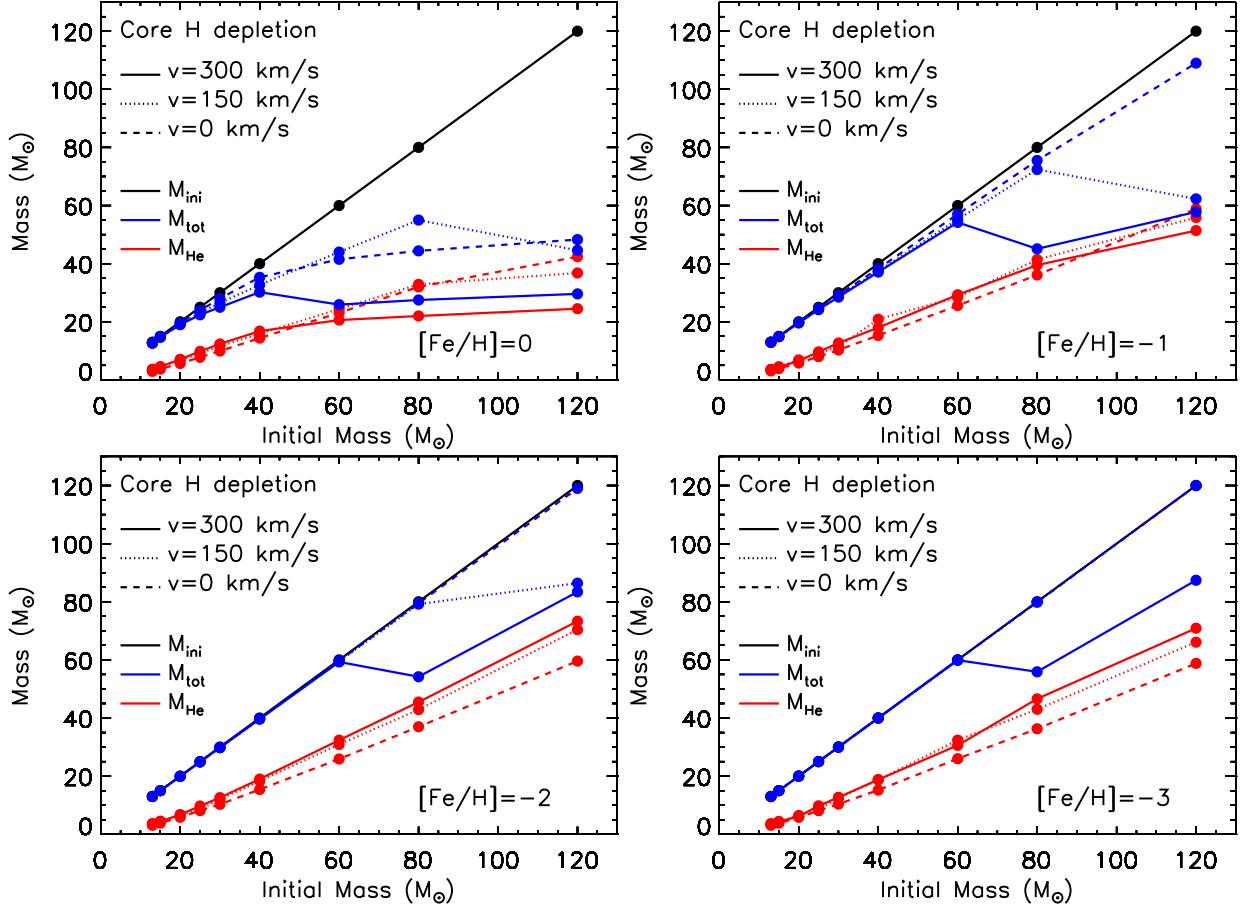 Core H depletion
v=300 km/s
v=150 km/s
v=0 km/s
M_ini
M_tot
M_He
[Fe/H]=0
Mass (M☉)
0 20 40 60 80 100 120
0 20 40 60 80 100 120
Initial Mass (M☉)
Core H depletion
v=300 km/s
v=150 km/s
v=0 km/s
M_ini
M_tot
M_He
[Fe/H]=−1
Mass (M☉)
0 20 40 60 80 100 120
0 20 40 60 80 100 120
Initial Mass (M☉)
Core H depletion
v=300 km/s
v=150 km/s
v=0 km/s
M_ini
M_tot
M_He
[Fe/H]=−2
Mass (M☉)
0 20 40 60 80 100 120
0 20 40 60 80 100 120
Initial Mass (M☉)
Core H depletion
v=300 km/s
v=150 km/s
v=0 km/s
M_ini
M_tot
M_He
[Fe/H]=−3
Mass (M☉)
0 20 40 60 80 100 120
0 20 40 60 80 100 120
Initial Mass (M☉)